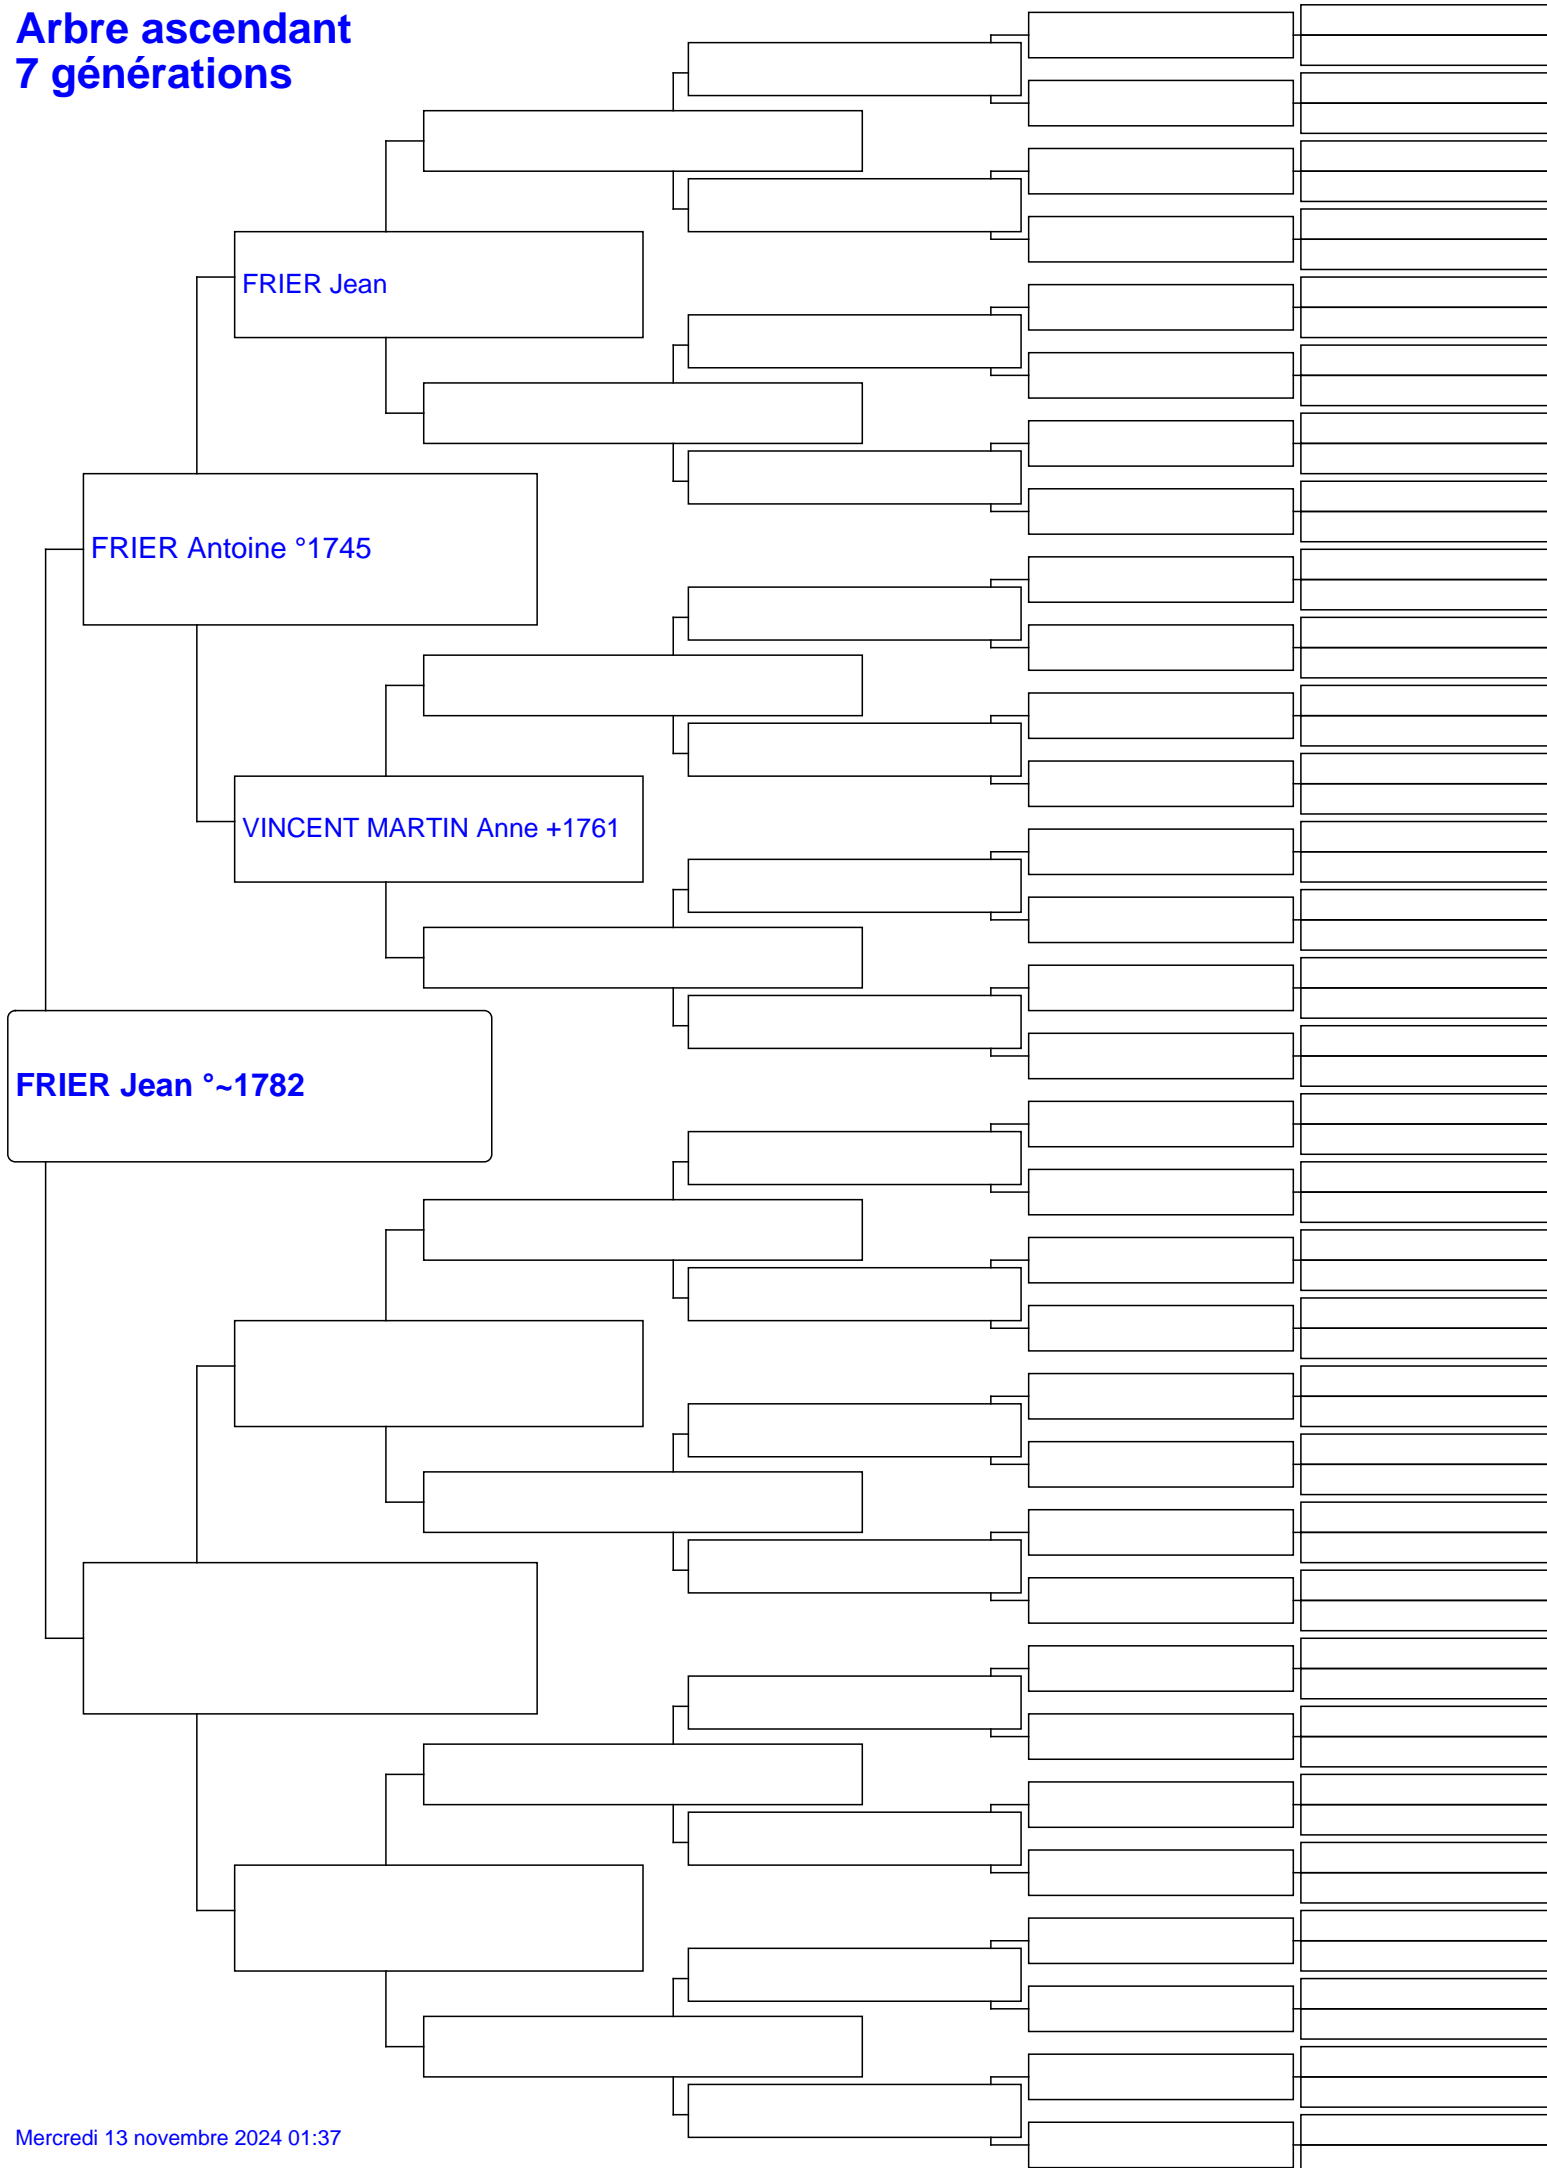 Arbre ascendant
7 générations
FRIER Jean
FRIER Antoine °1745
VINCENT MARTIN Anne +1761
FRIER Jean °~1782
Mercredi 13 novembre 2024 01:37